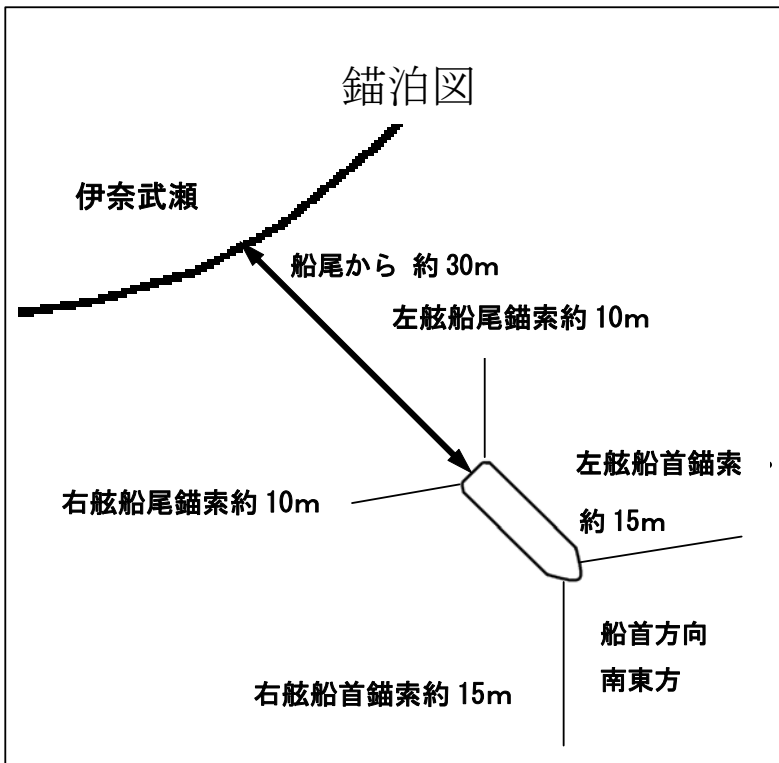 錨泊図
伊奈武瀬
船尾から 約30m
左舷船尾錨索約10m
左舷船首錨索
約15m
右舷船尾錨索約10m
船首方向
南東方
右舷船首錨索約15m